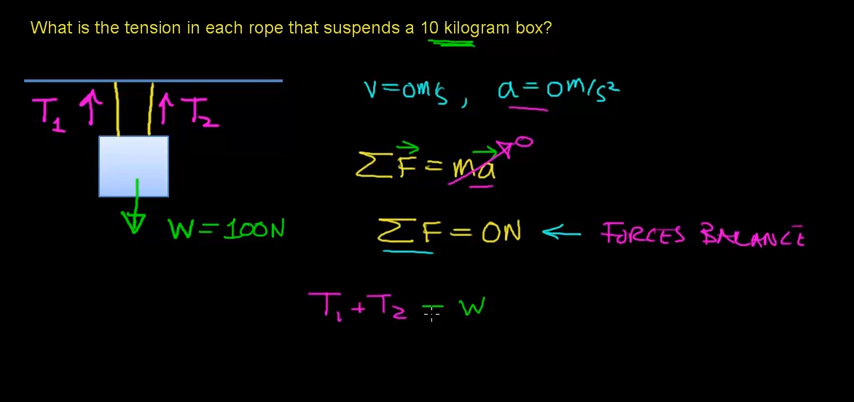 What is the tension in each rope that suspends a 10 kilogram box?
v=0m/s, a=0m/s²
T₁ T₂
ΣF=ma 0
W=100N
ΣF=0N ← FORCES BALANCE
T₁+T₂=W